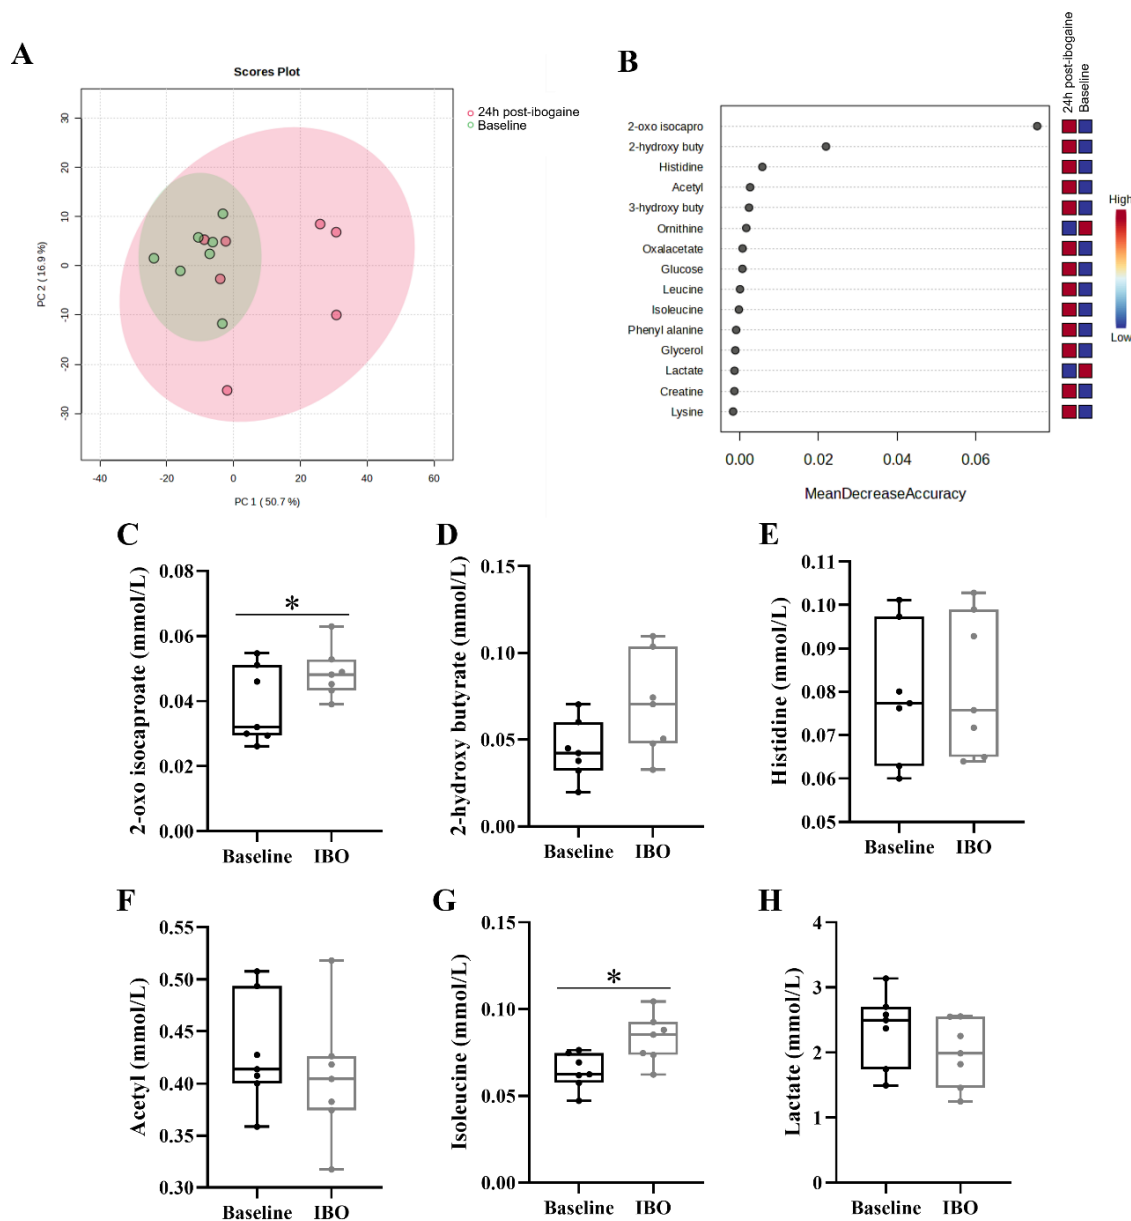 A
Scores Plot
24h post-ibogaine
Baseline
30
20
10
0
-10
-20
-30
PC 2 ( 16.9 %)
-40
-20
0
20
40
60
PC 1 ( 50.7 %)
B
24h post-ibogaine
Baseline
2-oxo isocapro
2-hydroxy buty
Histidine
Acetyl
3-hydroxy buty
Ornithine
Oxalacetate
Glucose
Leucine
Isoleucine
Phenyl alanine
Glycerol
Lactate
Creatine
Lysine
High
Low
0.00
0.02
0.04
0.06
MeanDecreaseAccuracy
C
2-oxo isocaproate (mmol/L)
0.08
0.06
0.04
0.02
0.00
*
Baseline
IBO
D
2-hydroxy butyrate (mmol/L)
0.15
0.10
0.05
0.00
Baseline
IBO
E
Histidine (mmol/L)
0.11
0.10
0.09
0.08
0.07
0.06
0.05
Baseline
IBO
F
Acetyl (mmol/L)
0.55
0.50
0.45
0.40
0.35
0.30
Baseline
IBO
G
Isoleucine (mmol/L)
0.15
0.10
0.05
0.00
*
Baseline
IBO
H
Lactate (mmol/L)
4
3
2
1
0
Baseline
IBO